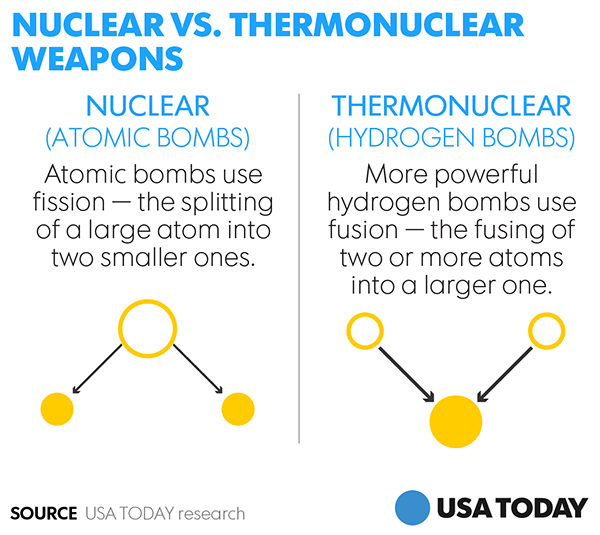 NUCLEAR VS. THERMONUCLEAR
WEAPONS
NUCLEAR
(ATOMIC BOMBS)
Atomic bombs use
fission — the splitting
of a large atom into
two smaller ones.
THERMONUCLEAR
(HYDROGEN BOMBS)
More powerful
hydrogen bombs use
fusion — the fusing of
two or more atoms
into a larger one.
SOURCE USA TODAY research
USA TODAY